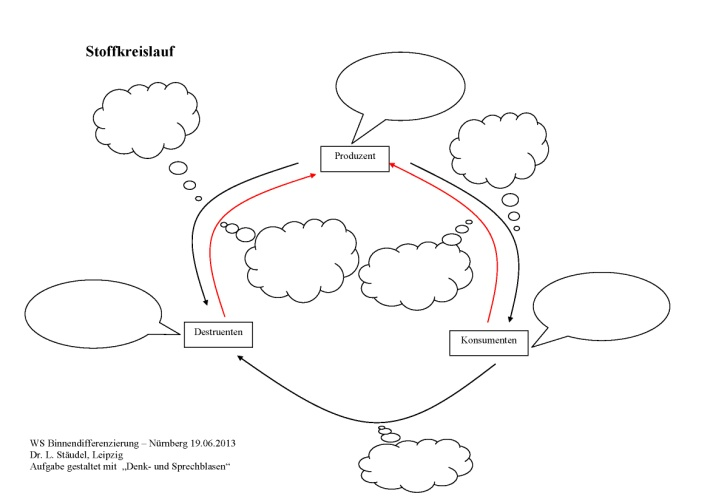 Stoffkreislauf
Produzent
Destruenten
Konsumenten
WS Binnendifferenzierung – Nürnberg 19.06.2013
Dr. L. Stäudel, Leipzig
Aufgabe gestaltet mit „Denk- und Sprechblasen“